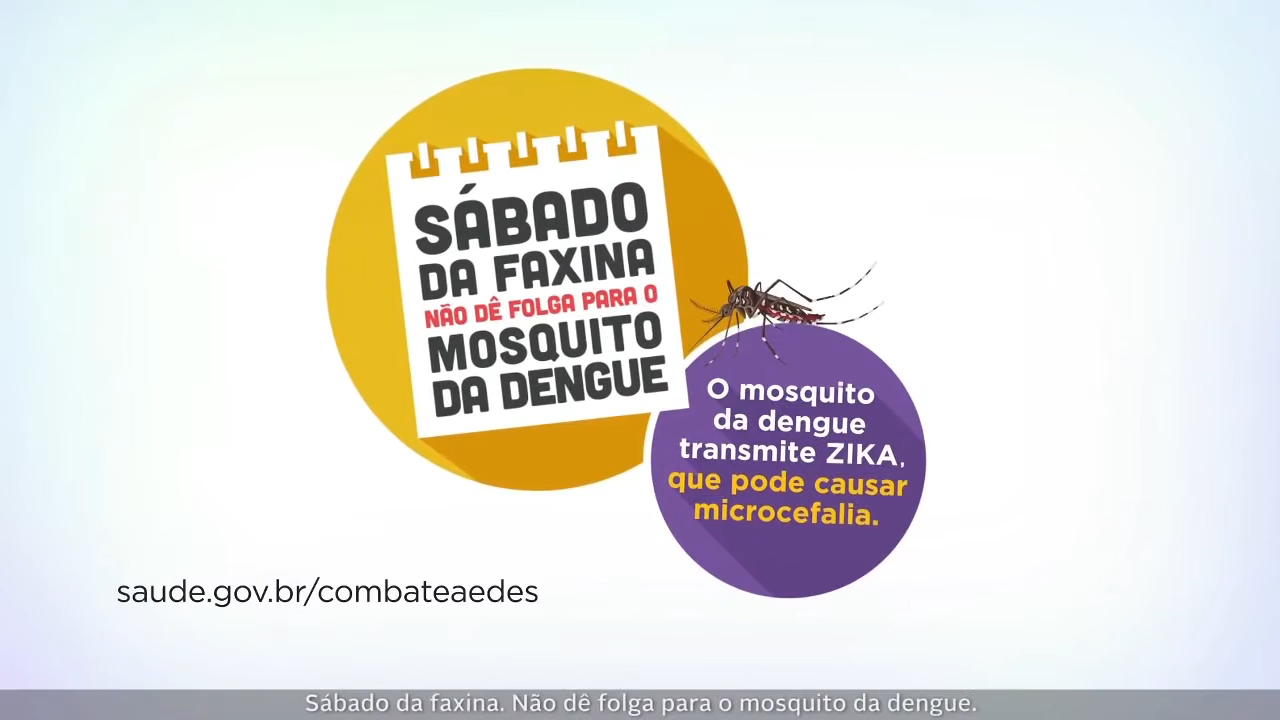 SÁBADO
DA FAXINA
NÃO DÊ FOLGA PARA O
MOSQUITO
DA DENGUE
O mosquito
da dengue
transmite ZIKA,
que pode causar
microcefalia.
saude.gov.br/combateaedes
Sábado da faxina. Não dê folga para o mosquito da dengue.